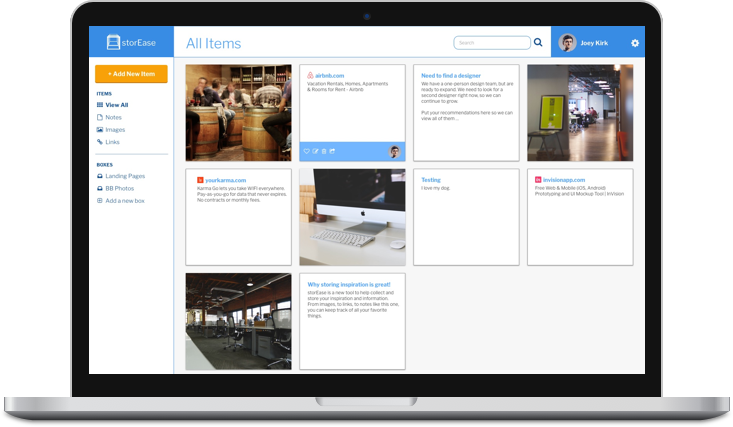 storEase
All Items
Search
Joey Kirk
+ Add New Item
ITEMS
View All
Notes
Images
Links
BOXES
Landing Pages
BB Photos
Add a new box
airbnb.com
Vacation Rentals, Homes, Apartments
& Rooms for Rent - Airbnb
Need to find a designer
We have a one-person design team, but are
ready to expand. We need to look for a
second designer right now, so we can
continue to grow.
Put your recommendations here so we can
view all of them ...
yourkarma.com
Karma Go lets you take WiFi everywhere.
Pay-as-you-go for data that never expires.
No contracts or monthly fees.
Testing
I love my dog.
in invisionapp.com
Free Web & Mobile (iOS, Android)
Prototyping and UI Mockup Tool | InVision
Why storing inspiration is great!
storEase is a new tool to help collect and
store your inspiration and information.
From images, to links, to notes like this one,
you can keep track of all your favorite
things.